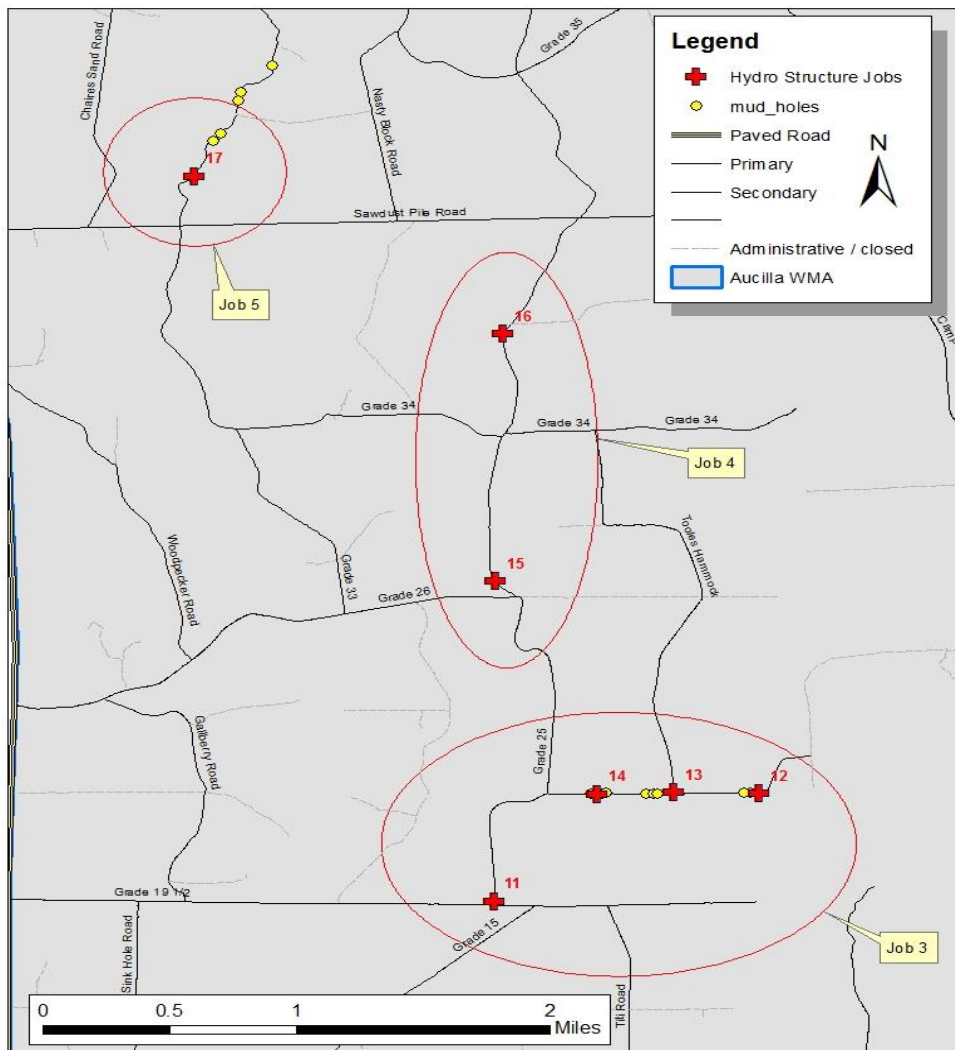 Legend
Hydro Structure Jobs
mud_holes
Paved Road
Primary
Secondary
Administrative / closed
Aucilla WMA
N
Chaires Sand Road
Nasty Block Road
Grade 35
17
Sawdust Pile Road
Job 5
16
Grade 34
Grade 34
Grade 34
Job 4
Woodpecker Road
Grade 33
Grade 26
15
Tooles Hammock
Gallberry Road
Grade 25
14
13
12
11
Grade 19 1/2
Grade 15
Sink Hole Road
Job 3
0
0.5
1
2
Miles